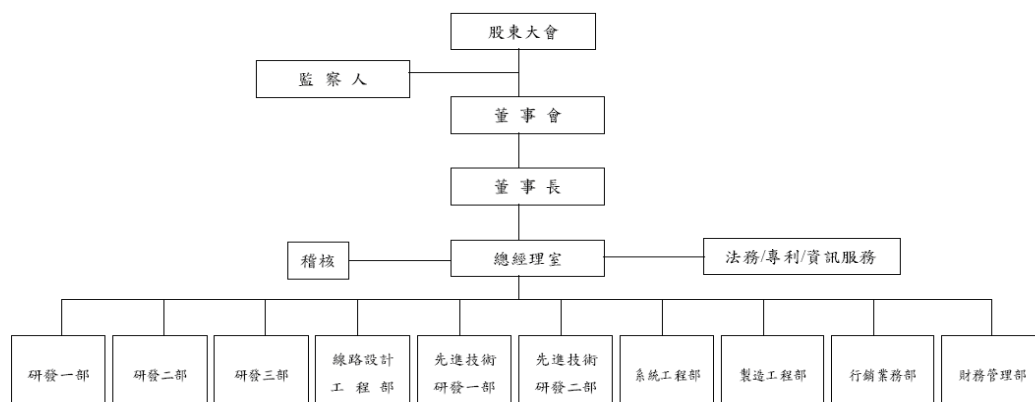 股東大會
監察人
董事會
董事長
稽核
總經理室
法務/專利/資訊服務
研發一部
研發二部
研發三部
線路設計
工程部
先進技術
研發一部
先進技術
研發二部
系統工程部
製造工程部
行銷業務部
財務管理部